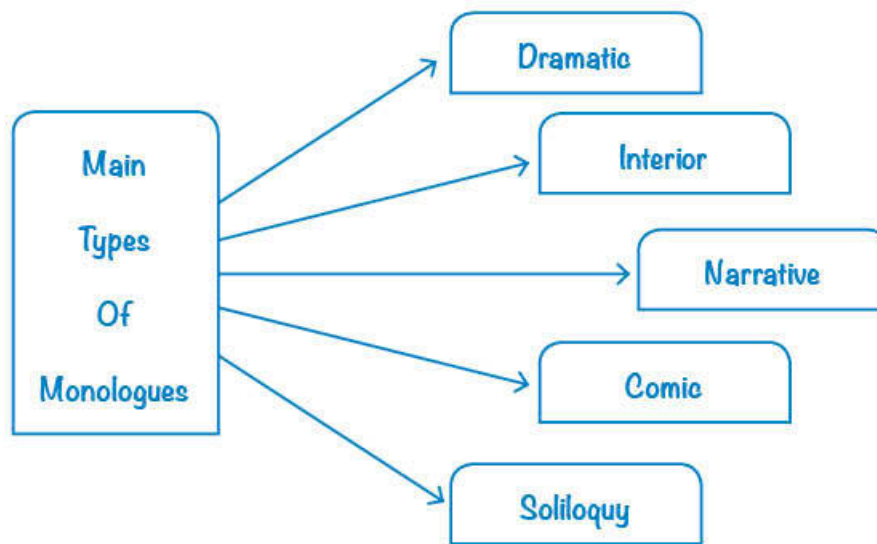 Main
Types
Of
Monologues
Dramatic
Interior
Narrative
Comic
Soliloquy